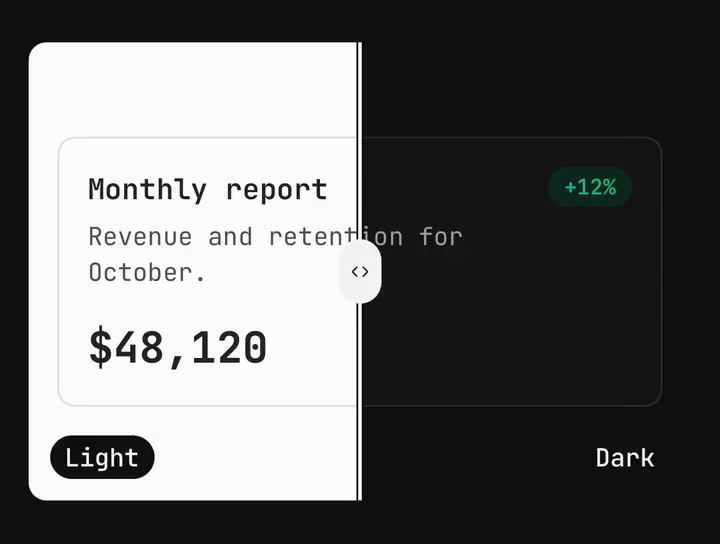 Monthly report
+12%
Revenue and retention for
October.
$48,120
Light
Dark